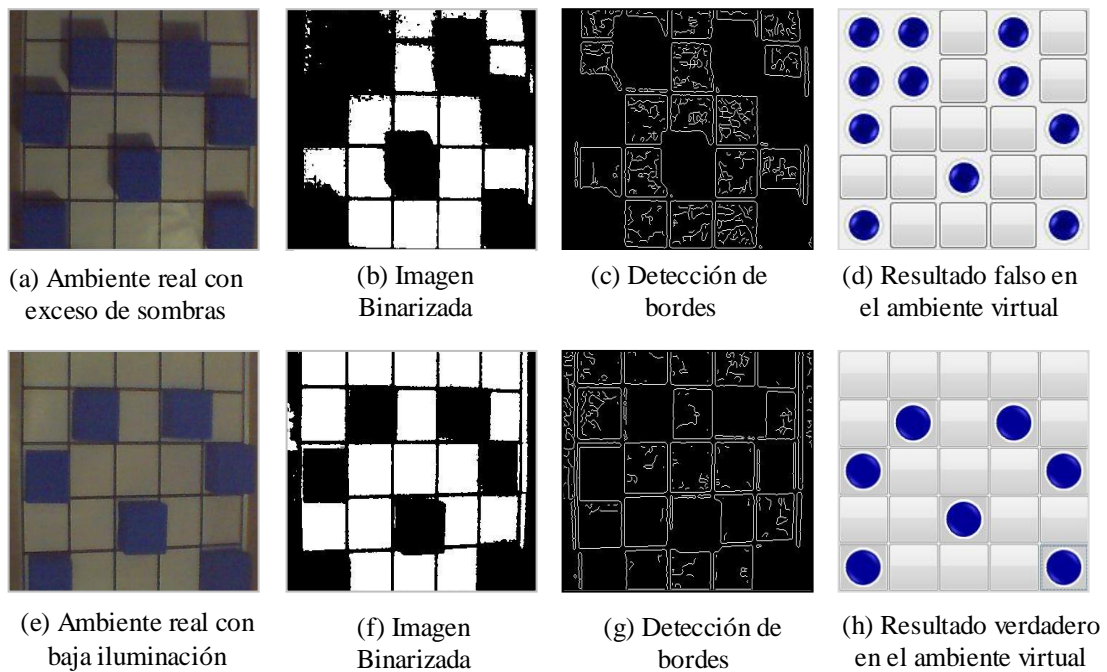 (a) Ambiente real con
exceso de sombras
(b) Imagen
Binarizada
(c) Detección de
bordes
(d) Resultado falso en
el ambiente virtual
(e) Ambiente real con
baja iluminación
(f) Imagen
Binarizada
(g) Detección de
bordes
(h) Resultado verdadero
en el ambiente virtual